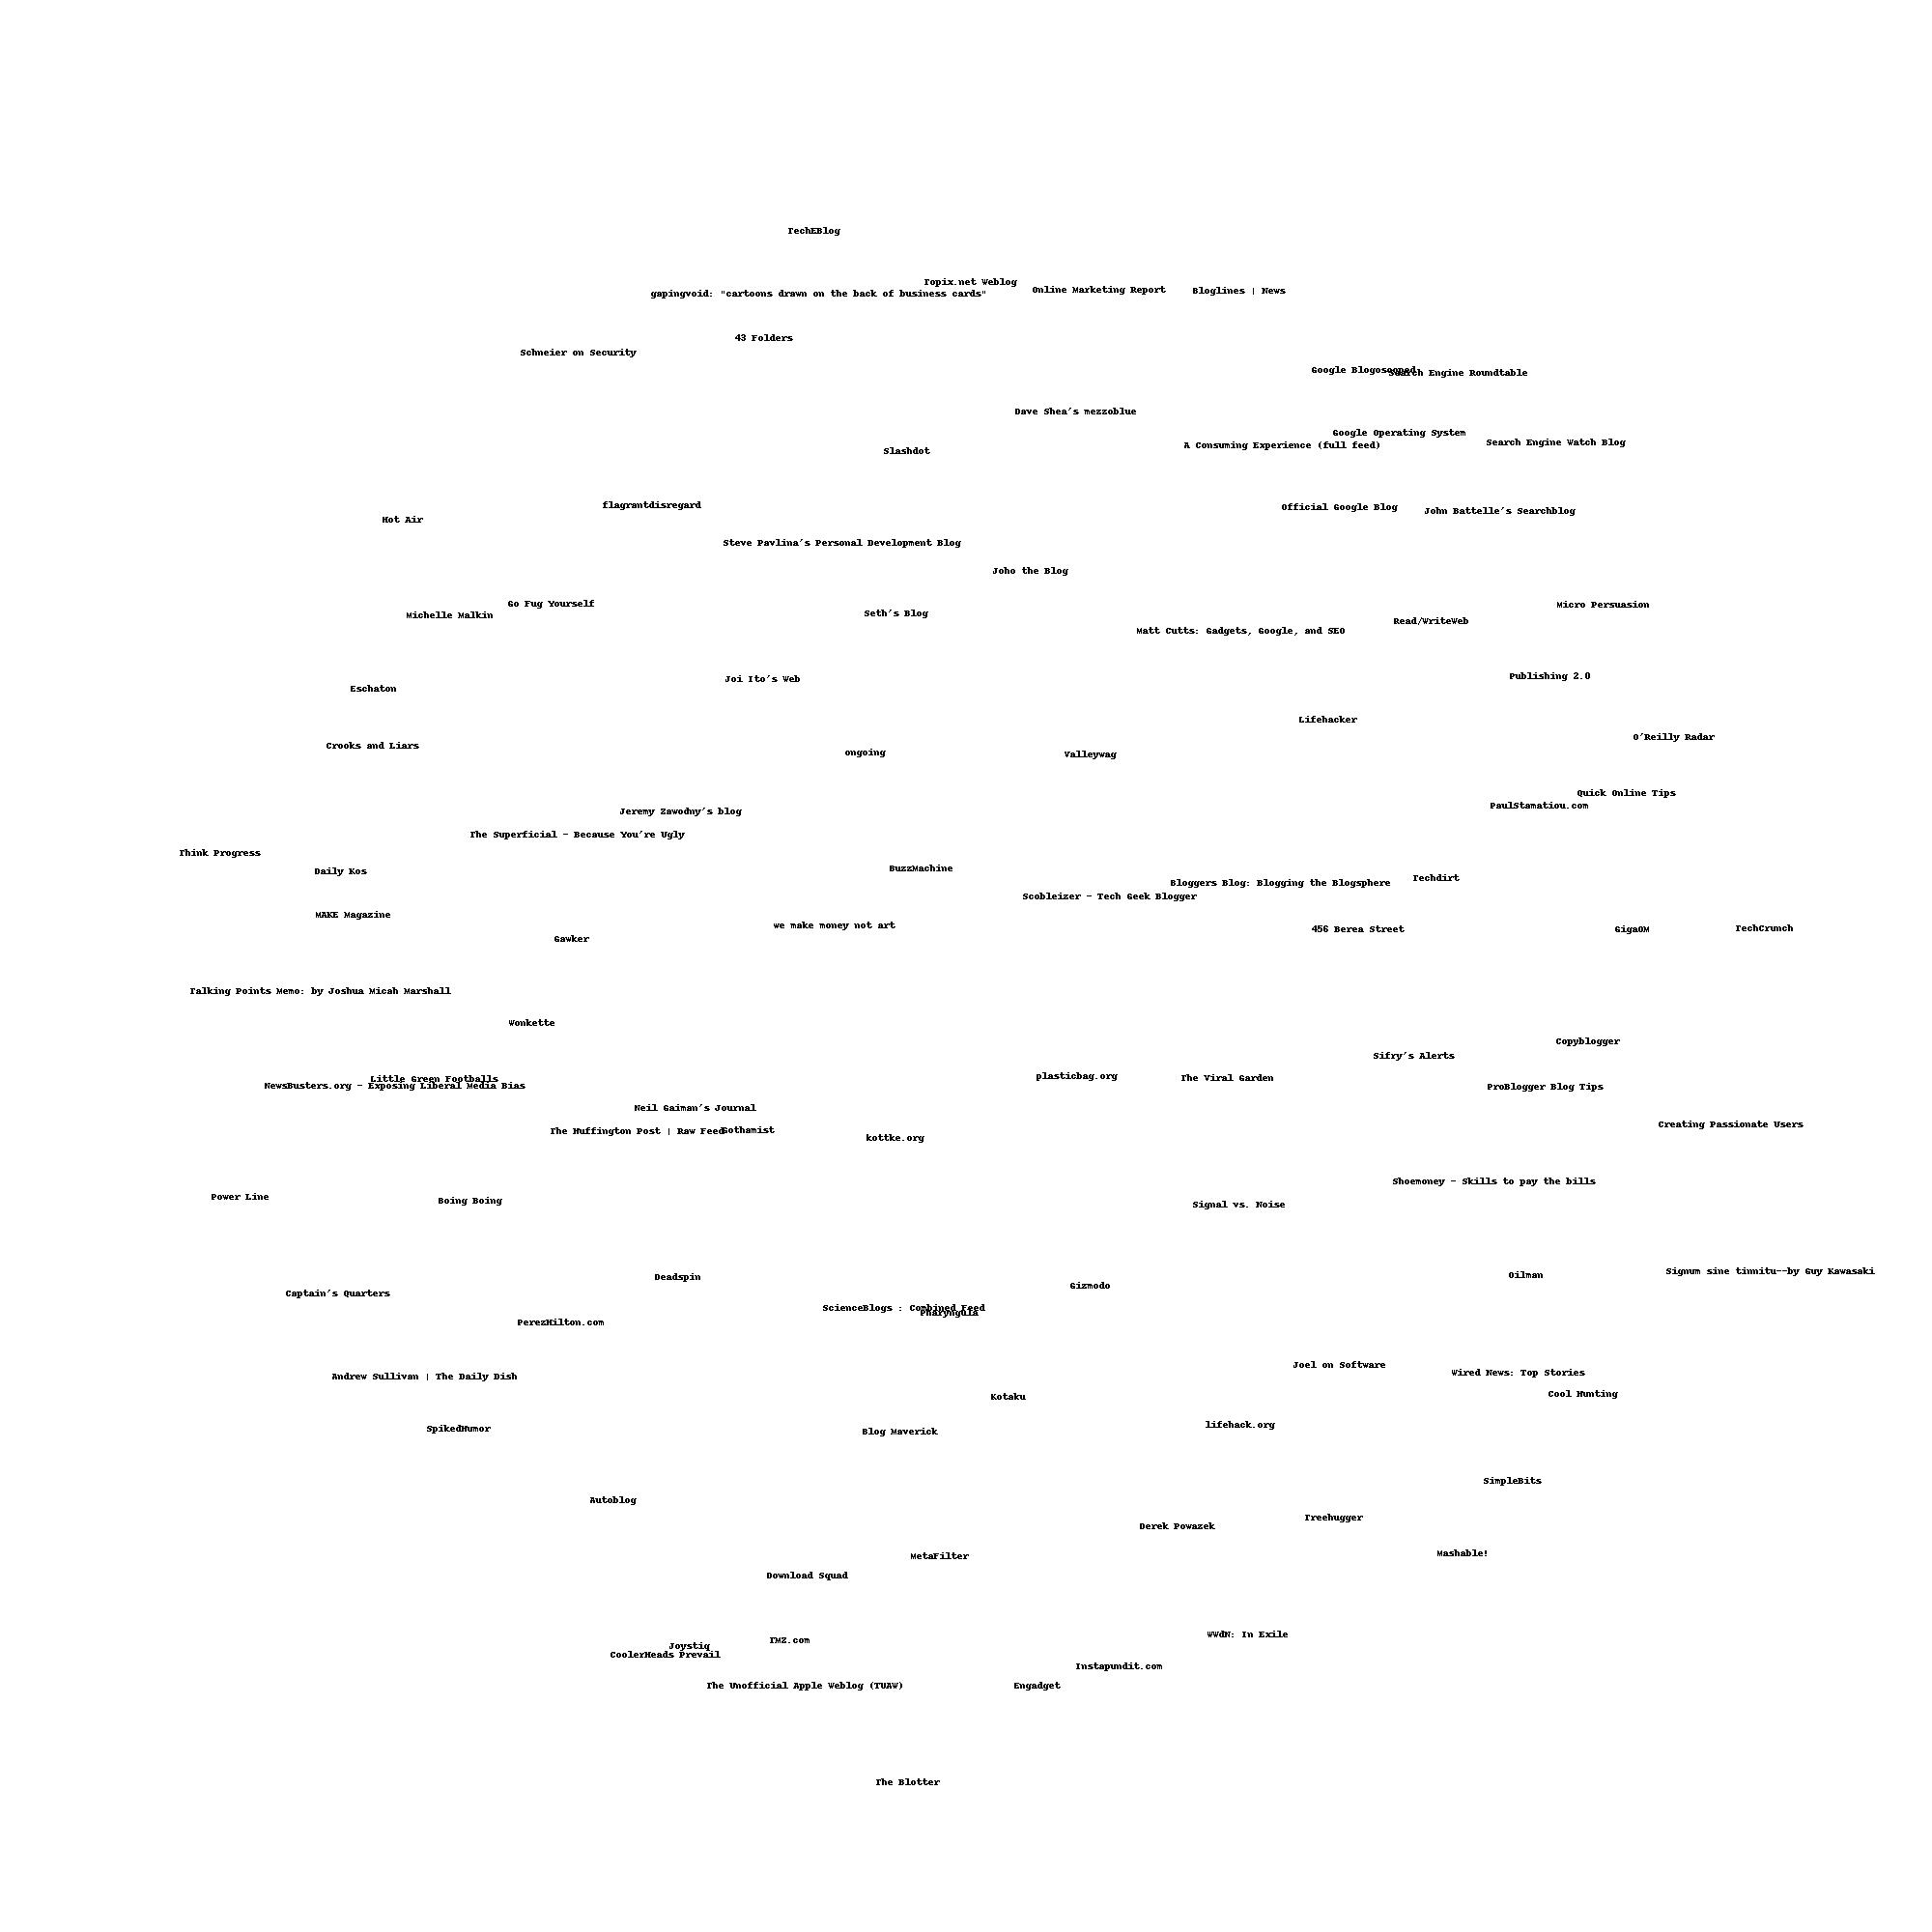 TechEBlog
Topix.net Weblog
Online Marketing Report
Bloglines | News
gapingvoid: "cartoons drawn on the back of business cards"
43 Folders
Schneier on Security
Google Blogoscoped
Search Engine Roundtable
Dave Shea's mezzoblue
Google Operating System
Search Engine Watch Blog
A Consuming Experience (full feed)
Slashdot
flagrantdisregard
Official Google Blog
John Battelle's Searchblog
Hot Air
Steve Pavlina's Personal Development Blog
Joho the Blog
Go Fug Yourself
Micro Persuasion
Michelle Malkin
Seth's Blog
Read/WriteWeb
Matt Cutts: Gadgets, Google, and SEO
Publishing 2.0
Joi Ito's Web
Eschaton
Lifehacker
O'Reilly Radar
Crooks and Liars
ongoing
Valleywag
Quick Online Tips
PaulStamatiou.com
Jeremy Zawodny's blog
The Superficial - Because You're Ugly
Think Progress
Daily Kos
BuzzMachine
Techdirt
Bloggers Blog: Blogging the Blogsphere
Scobleizer - Tech Geek Blogger
MAKE Magazine
we make money not art
456 Berea Street
GigaOM
TechCrunch
Gawker
Talking Points Memo: by Joshua Micah Marshall
Wonkette
Copyblogger
Sifry's Alerts
plasticbag.org
The Viral Garden
Little Green Footballs
NewsBusters.org - Exposing Liberal Media Bias
ProBlogger Blog Tips
Neil Gaiman's Journal
Creating Passionate Users
The Huffington Post | Raw Feed
Gothamist
kottke.org
Shoemoney - Skills to pay the bills
Power Line
Boing Boing
Signal vs. Noise
Signum sine tinnitu--by Guy Kawasaki
Oilman
Deadspin
Gizmodo
Captain's Quarters
ScienceBlogs : Combined Feed
Pharyngula
PerezHilton.com
Joel on Software
Wired News: Top Stories
Andrew Sullivan | The Daily Dish
Cool Hunting
Kotaku
lifehack.org
SpikedHumor
Blog Maverick
SimpleBits
Autoblog
Treehugger
Derek Powazek
Mashable!
MetaFilter
Download Squad
WWdN: In Exile
TMZ.com
Joystiq
CoolerHeads Prevail
Instapundit.com
The Unofficial Apple Weblog (TUAW)
Engadget
The Blotter